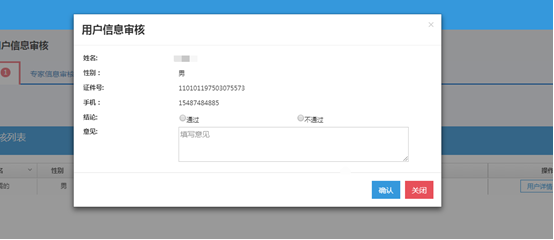 用户信息审核
×
姓名:
性别：
男
证件号:
110101197503075573
手机：
15487484885
结论:
通过
不通过
意见:
填写意见
确认
关闭
用户信息审核
1
专家信息审核
核列表
名
性别
操作
男
用户详情